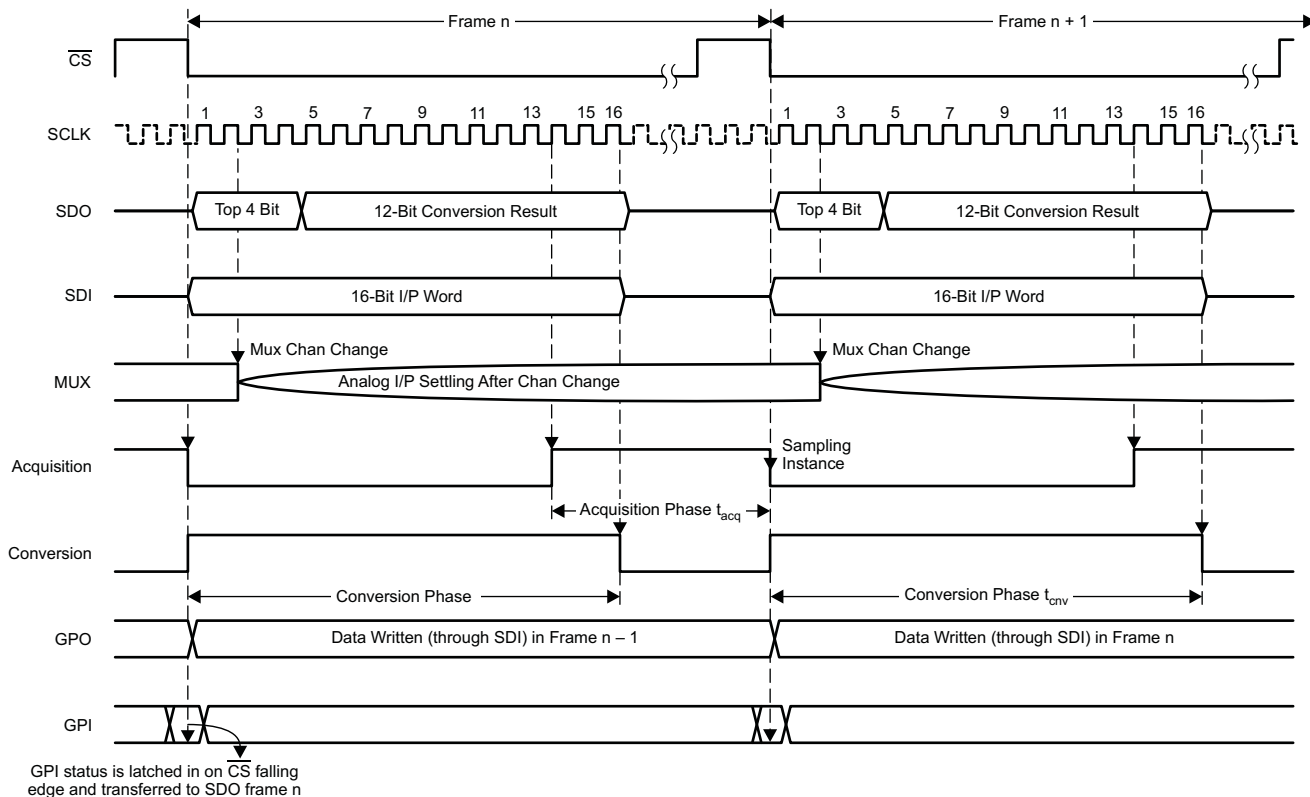 Frame n
Frame n + 1
CS
1 3 5 7 9 11 13 15 16 1 3 5 7 9 11 13 15 16
SCLK
SDO
Top 4 Bit
12-Bit Conversion Result
Top 4 Bit
12-Bit Conversion Result
SDI
16-Bit I/P Word
16-Bit I/P Word
Mux Chan Change
Mux Chan Change
MUX
Analog I/P Settling After Chan Change
Acquisition
Sampling
Instance
Acquisition Phase tacq
Conversion
Conversion Phase
Conversion Phase tcnv
GPO
Data Written (through SDI) in Frame n – 1
Data Written (through SDI) in Frame n
GPI
GPI status is latched in on CS falling
edge and transferred to SDO frame n